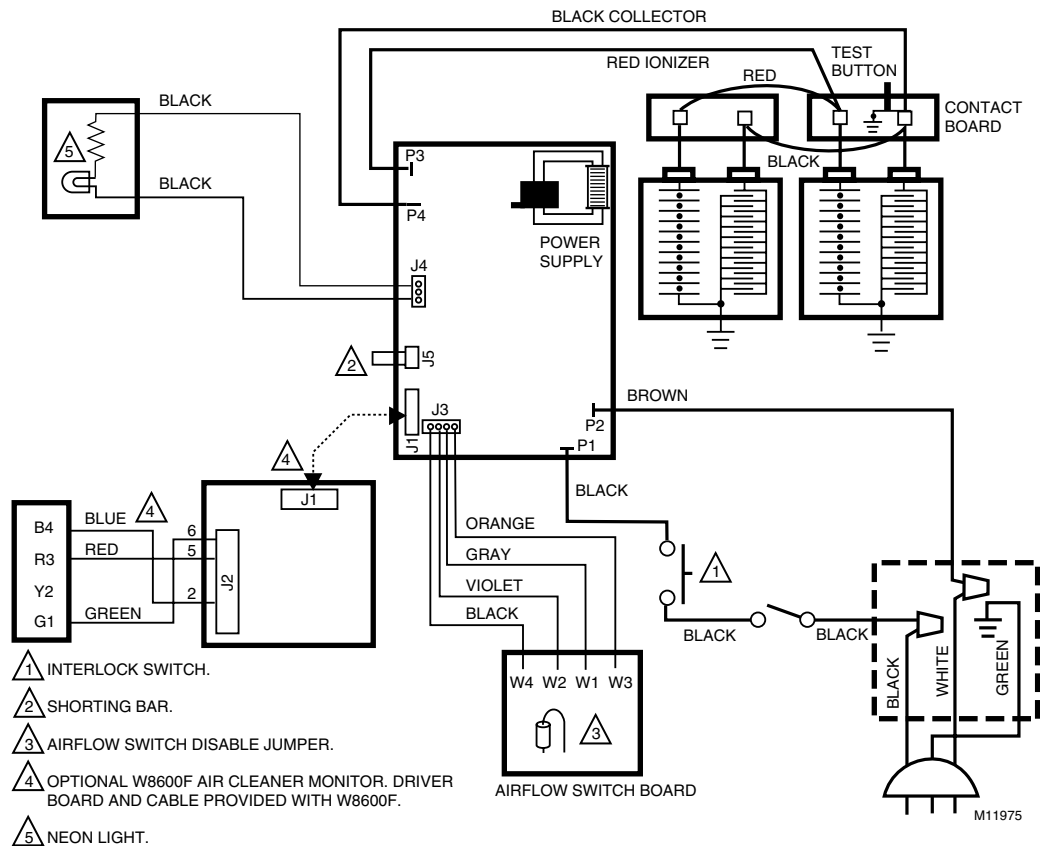 BLACK COLLECTOR
RED IONIZER
RED
TEST
BUTTON
CONTACT
BOARD
BLACK
BLACK
BLACK
5
P3
P4
POWER
SUPPLY
J4
2
J5
J1
J3
P2
P1
BROWN
BLACK
4
J1
B4
R3
Y2
G1
BLUE
4
RED
GREEN
6
5
2
J2
ORANGE
GRAY
VIOLET
BLACK
1
BLACK
BLACK
BLACK
WHITE
GREEN
W4 W2 W1 W3
3
AIRFLOW SWITCH BOARD
M11975
1 INTERLOCK SWITCH.
2 SHORTING BAR.
3 AIRFLOW SWITCH DISABLE JUMPER.
4 OPTIONAL W8600F AIR CLEANER MONITOR. DRIVER
BOARD AND CABLE PROVIDED WITH W8600F.
5 NEON LIGHT.